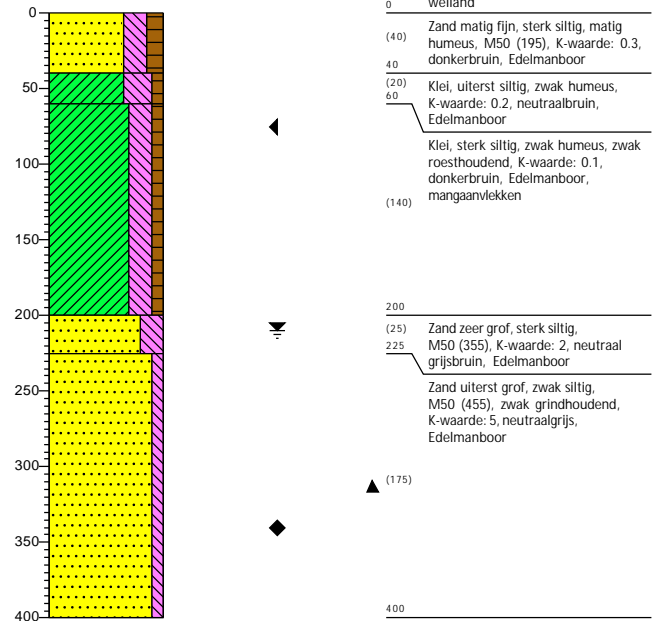 0
50
100
150
200
250
300
350
400
0 weiland
(40) Zand matig fijn, sterk siltig, matig
humeus, M50 (195), K-waarde: 0.3,
donkerbruin, Edelmanboor
40
(20) Klei, uiterst siltig, zwak humeus,
60 K-waarde: 0.2, neutraalbruin,
Edelmanboor
Klei, sterk siltig, zwak humeus, zwak
roesthoudend, K-waarde: 0.1,
donkerbruin, Edelmanboor,
(140) mangaanvlekken
200
(25) Zand zeer grof, sterk siltig,
225 M50 (355), K-waarde: 2, neutraal
grijsbruin, Edelmanboor
Zand uiterst grof, zwak siltig,
M50 (455), zwak grindhoudend,
K-waarde: 5, neutraalgrijs,
Edelmanboor
(175)
400